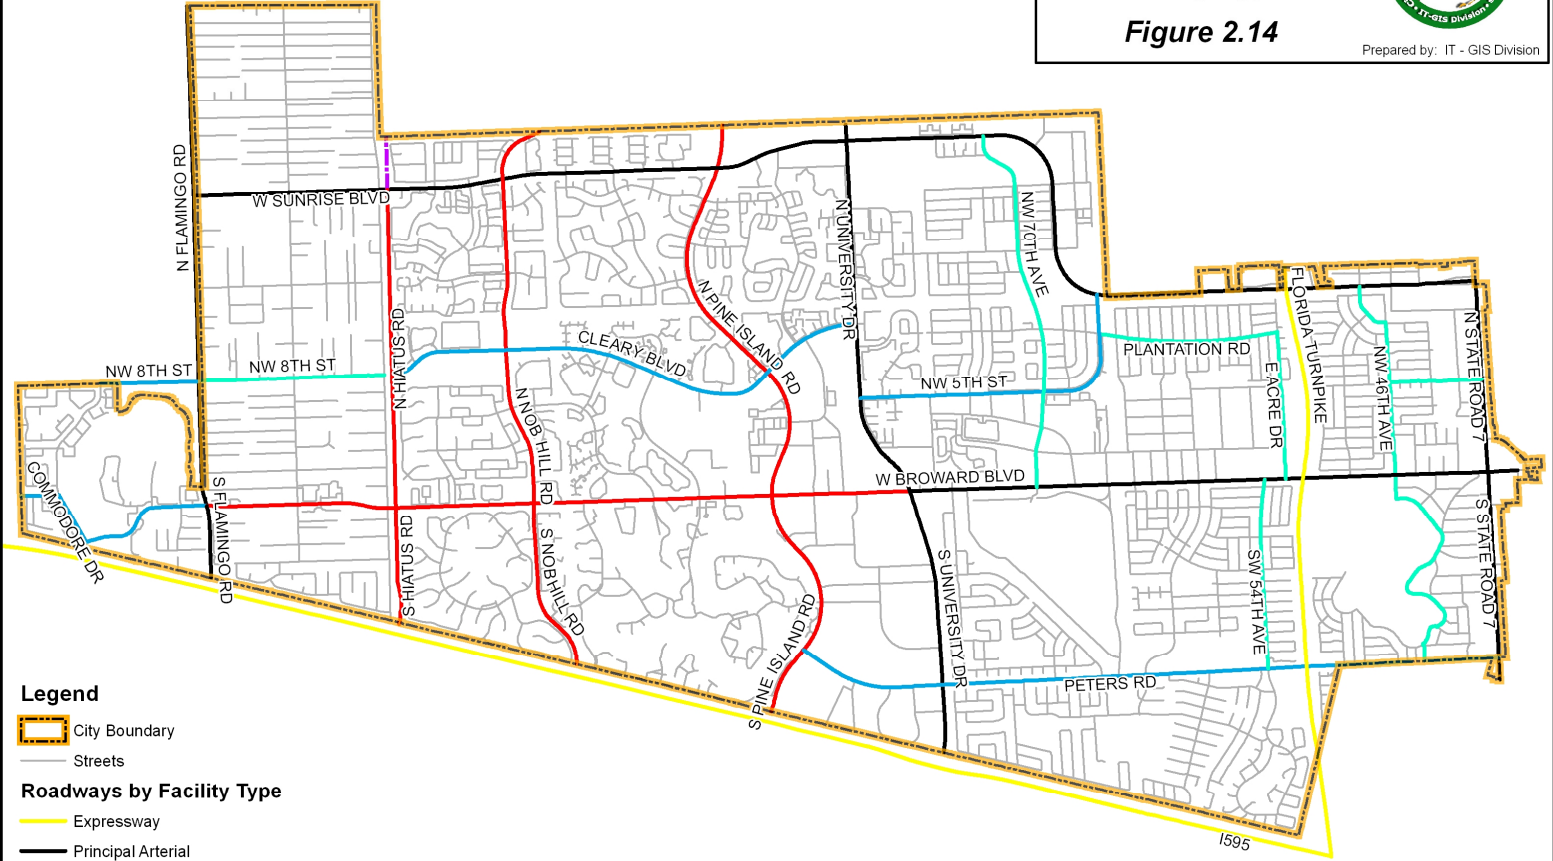 Figure 2.14
IT-GIS Division
Prepared by: IT - GIS Division
N FLAMINGO RD
W SUNRISE BLVD
N UNIVERSITY DR
NW 70TH AVE
N PINE ISLAND RD
FLORIDA TURNPIKE
N STATE ROAD 7
N HIATUS RD
CLEARY BLVD
PLANTATION RD
NW 8TH ST
NW 8TH ST
NW 5TH ST
E ACRE DR
NW 46TH AVE
N NOB HILL RD
W BROWARD BLVD
COMMODORE DR
S FLAMINGO RD
S HIATUS RD
S NOB HILL RD
S UNIVERSITY DR
SW 54TH AVE
S STATE ROAD 7
S PINE ISLAND RD
PETERS RD
Legend
City Boundary
Streets
Roadways by Facility Type
Expressway
I595
Principal Arterial